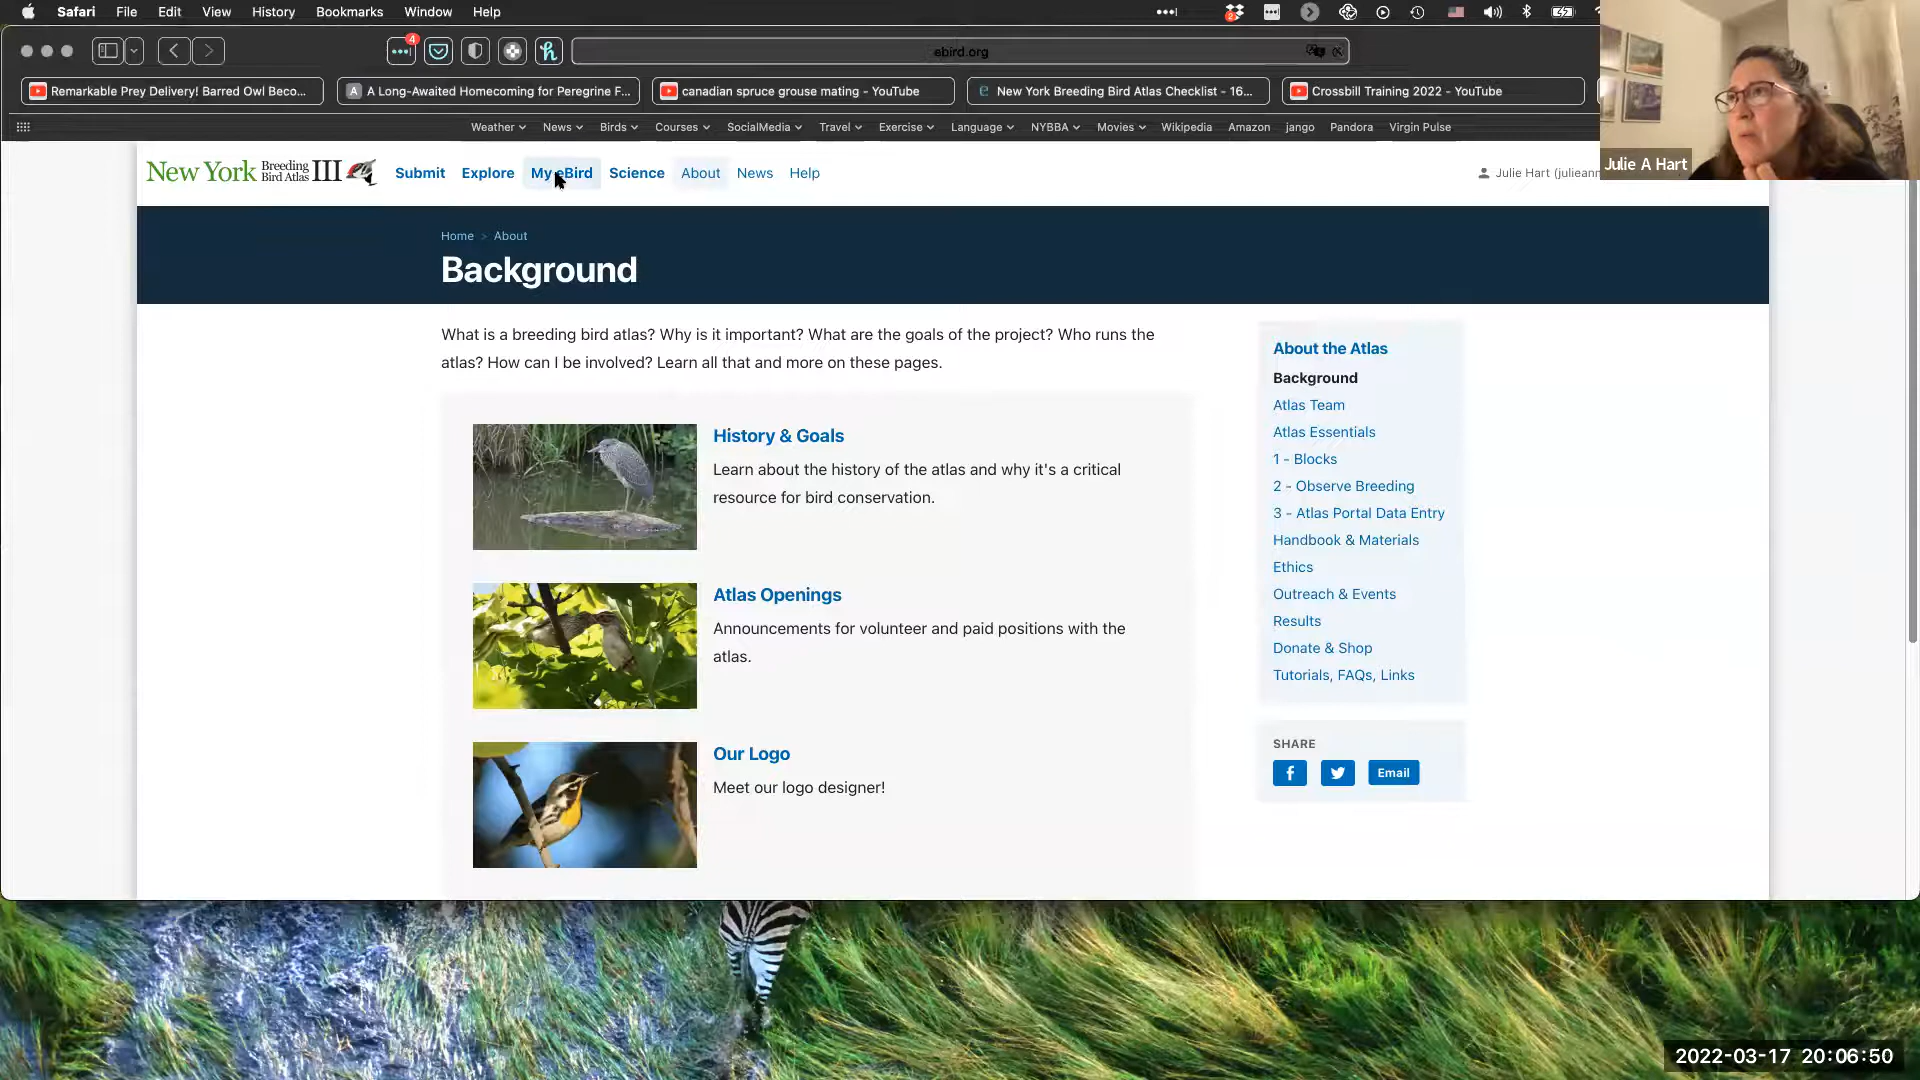 Safari File Edit View History Bookmarks Window Help
4
ebird.org
Remarkable Prey Delivery! Barred Owl Beco...
A Long-Awaited Homecoming for Peregrine F...
canadian spruce grouse mating - YouTube
New York Breeding Bird Atlas Checklist - 16...
Crossbill Training 2022 - YouTube
Weather News Birds Courses SocialMedia Travel Exercise Language NYBBA Movies Wikipedia Amazon jango Pandora Virgin Pulse
Julie A Hart
New York Breeding Bird Atlas III
Submit Explore My eBird Science About News Help
Julie Hart (juliean
Home > About
Background
What is a breeding bird atlas? Why is it important? What are the goals of the project? Who runs the
atlas? How can I be involved? Learn all that and more on these pages.
History & Goals
Learn about the history of the atlas and why it's a critical
resource for bird conservation.
Atlas Openings
Announcements for volunteer and paid positions with the
atlas.
Our Logo
Meet our logo designer!
About the Atlas
Background
Atlas Team
Atlas Essentials
1 - Blocks
2 - Observe Breeding
3 - Atlas Portal Data Entry
Handbook & Materials
Ethics
Outreach & Events
Results
Donate & Shop
Tutorials, FAQs, Links
SHARE
Email
2022-03-17 20:06:50